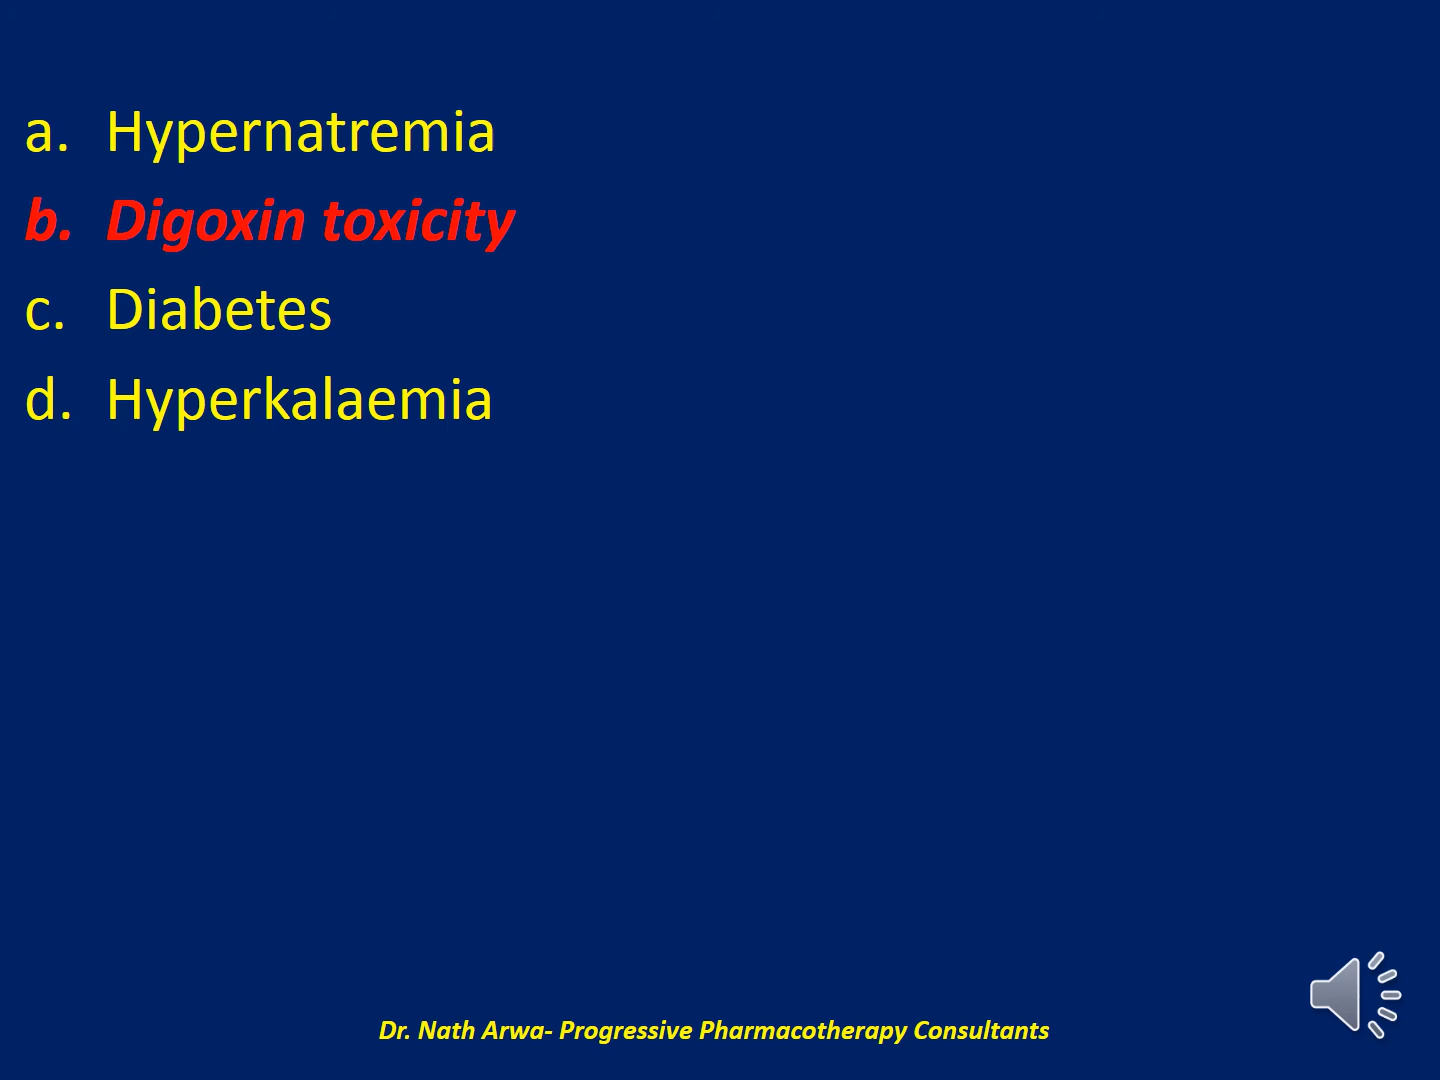 a. Hypernatremia
b. Digoxin toxicity
c. Diabetes
d. Hyperkalaemia
Dr. Nath Arwa- Progressive Pharmacotherapy Consultants